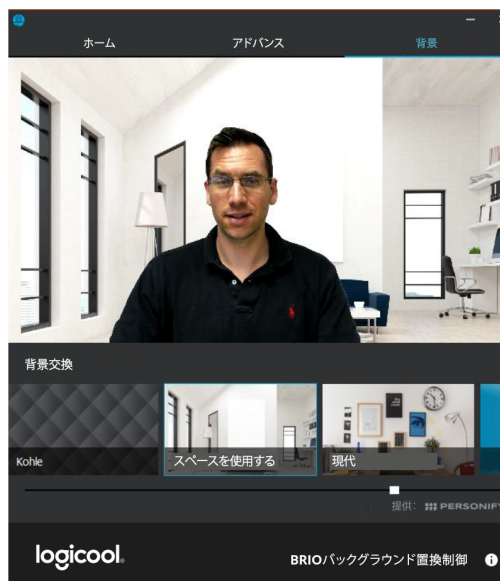 ホーム アドバンス 背景
背景交換
Kohle スペースを使用する 現代
提供: PERSONIFY
logicool
BRIOバックグラウンド置換制御